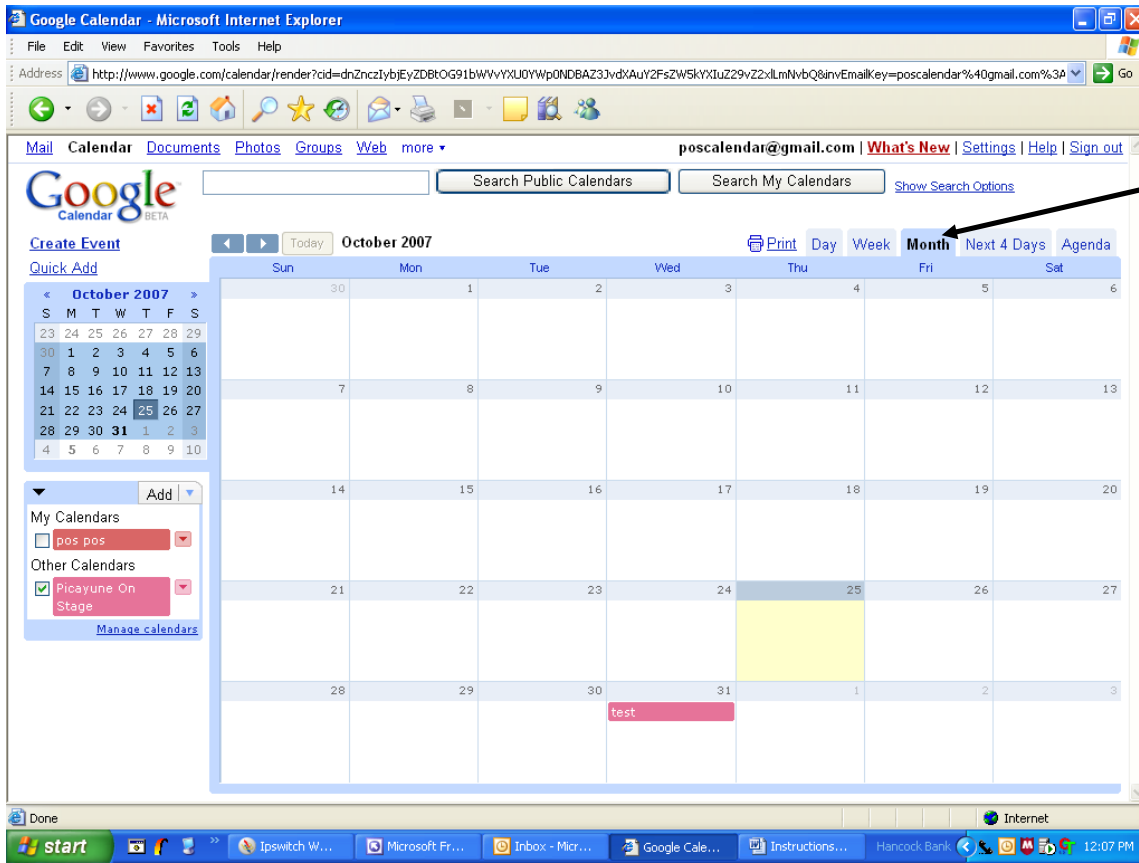 Google Calendar - Microsoft Internet Explorer
File Edit View Favorites Tools Help
Address http://www.google.com/calendar/render?cid=dnZnczIybjEyZDBtOG91bWVvYXU0YWp0NDBAZ3JvdXAuY2FsZW5kYXIuZ29vZ2xlLmNvbQ&invEmailKey=poscalendar%40gmail.com%3A Go
Mail Calendar Documents Photos Groups Web more poscalendar@gmail.com | What's New | Settings | Help | Sign out
Google Calendar BETA Search Public Calendars Search My Calendars Show Search Options
Create Event Today October 2007 Print Day Week Month Next 4 Days Agenda
Quick Add
Sun Mon Tue Wed Thu Fri Sat
30 1 2 3 4 5 6
7 8 9 10 11 12 13
14 15 16 17 18 19 20
21 22 23 24 25 26 27
28 29 30 31 1 2 3
test
« October 2007 »
S M T W T F S
23 24 25 26 27 28 29
30 1 2 3 4 5 6
7 8 9 10 11 12 13
14 15 16 17 18 19 20
21 22 23 24 25 26 27
28 29 30 31 1 2 3
4 5 6 7 8 9 10
Add
My Calendars
pos pos
Other Calendars
Picayune On
Stage
Manage calendars
Done Internet
start » Ipswitch W... Microsoft Fr... Inbox - Micr... Google Cale... Instructions... Hancock Bank 12:07 PM